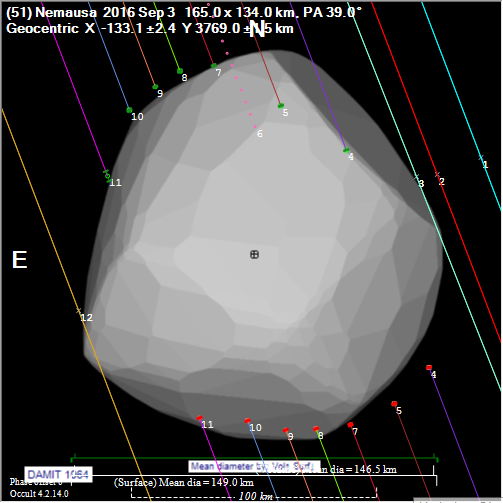 (51) Nemausa 2016 Sep 3 165.0 x 134.0 km, PA 39.0°
Geocentric X -133.1 ±2.4 Y 3769.0 ± 5 km
N
7
8
9
10
5
6
4
1
3
2
11
E
12
4
5
11
10
9
8
7
Mean diameter by
dia = 146.5 km
DAMIT 1064
(Surface) Mean dia = 149.0 km
Occult 4.2.14.0
100 km